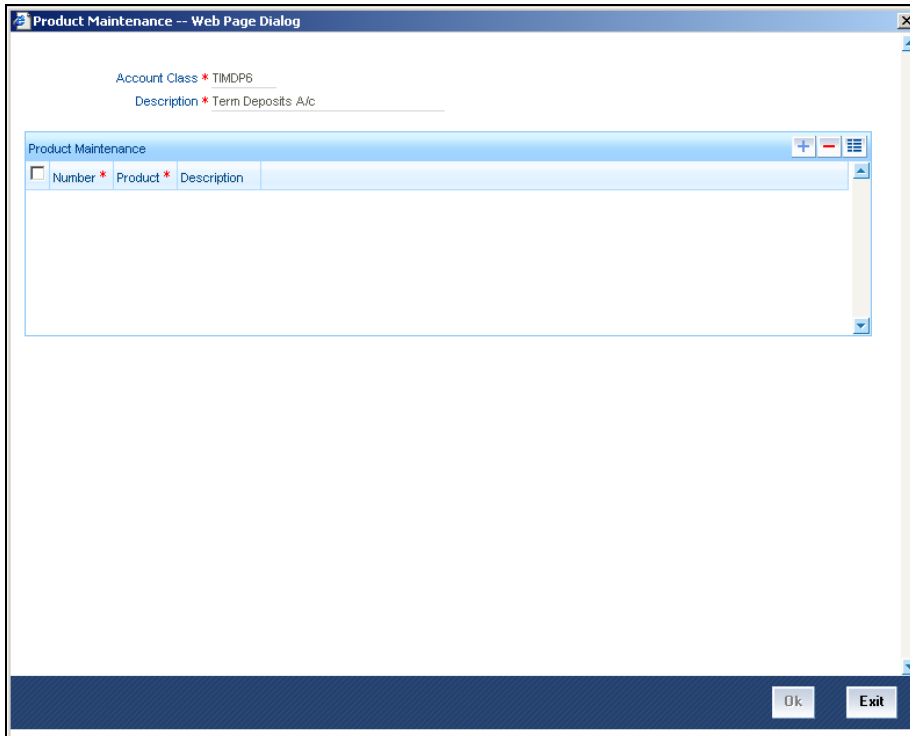 Product Maintenance -- Web Page Dialog
Account Class * TIMDP6
Description * Term Deposits A/c
Product Maintenance
Number * Product * Description
Ok Exit